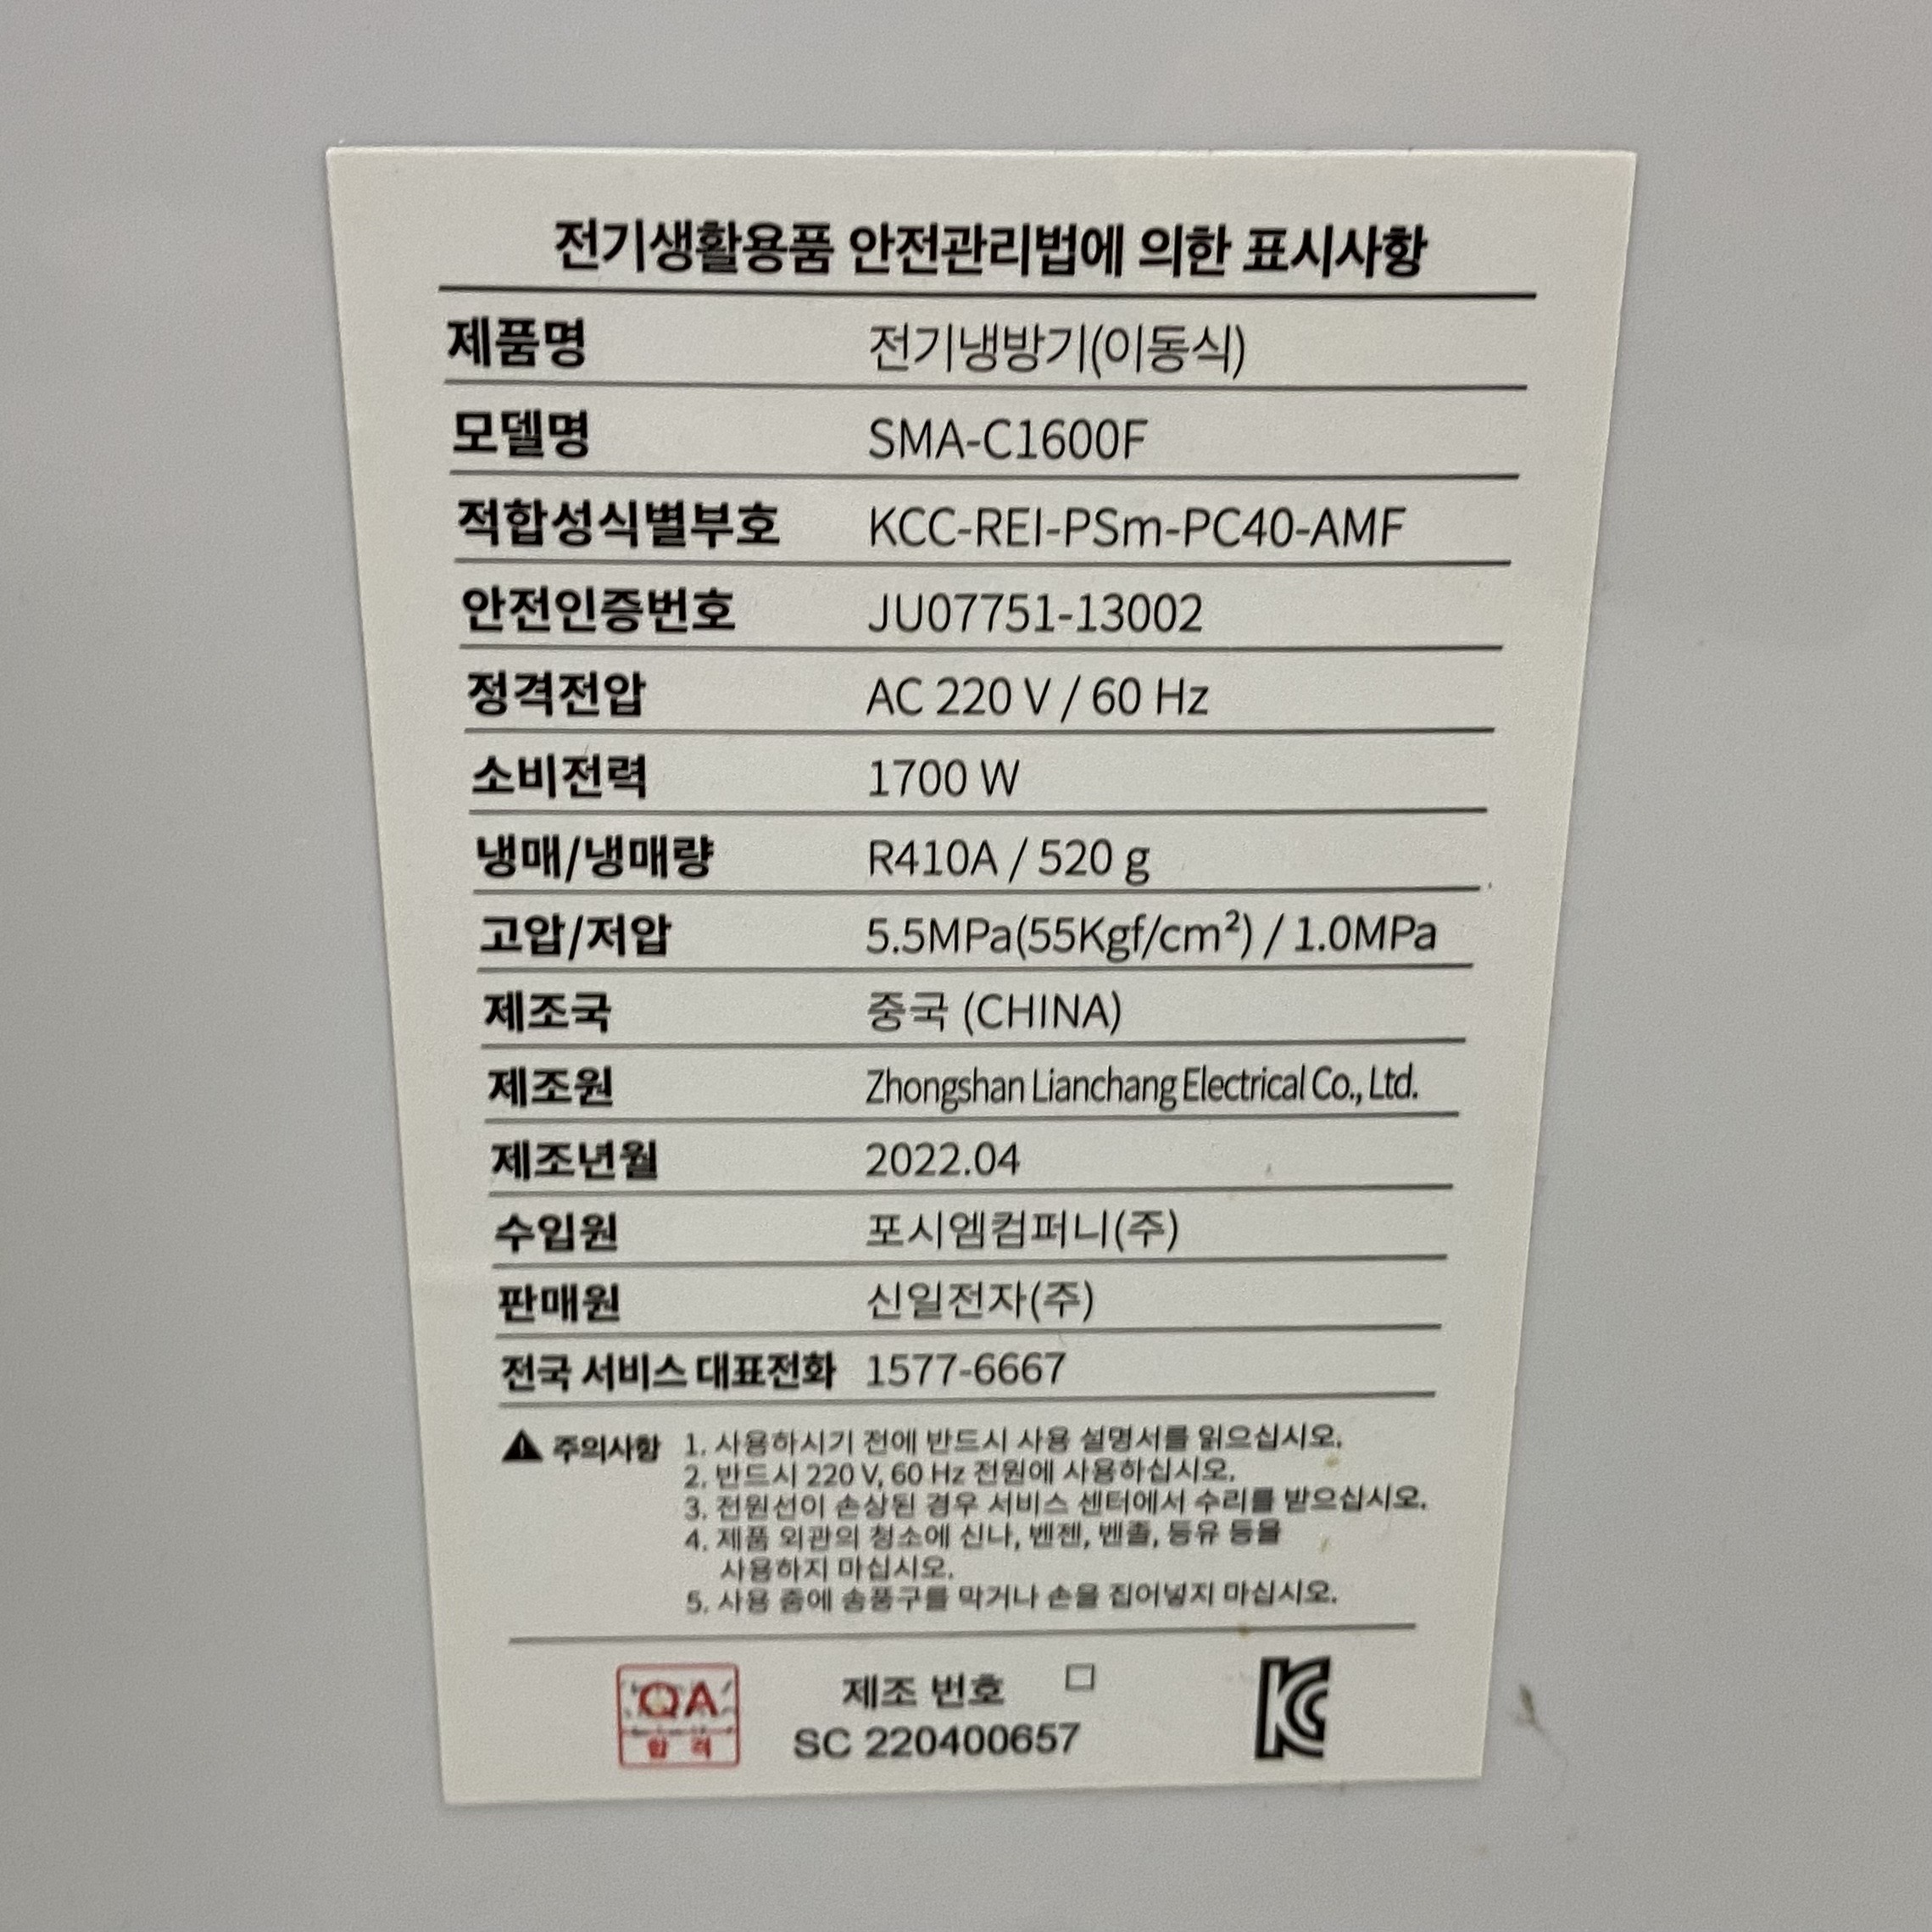 전기생활용품 안전관리법에 의한 표시사항
제품명 전기냉방기(이동식)
모델명 SMA-C1600F
적합성식별부호 KCC-REI-PSm-PC40-AMF
안전인증번호 JU07751-13002
정격전압 AC 220 V / 60 Hz
소비전력 1700 W
냉매/냉매량 R410A / 520 g
고압/저압 5.5MPa(55Kgf/cm²) / 1.0MPa
제조국 중국 (CHINA)
제조원 Zhongshan Lianchang Electrical Co., Ltd.
제조년월 2022.04
수입원 포시엠컴퍼니(주)
판매원 신일전자(주)
전국 서비스 대표전화 1577-6667
주의사항 1. 사용하시기 전에 반드시 사용 설명서를 읽으십시오.
2. 반드시 220 V, 60 Hz 전원에 사용하십시오.
3. 전원선이 손상된 경우 서비스 센터에서 수리를 받으십시오.
4. 제품 외관의 청소에 신나, 벤젠, 벤졸, 등유 등을
사용하지 마십시오.
5. 사용 중에 송풍구를 막거나 손을 집어넣지 마십시오.
QA
합격
제조 번호
SC 220400657
KC